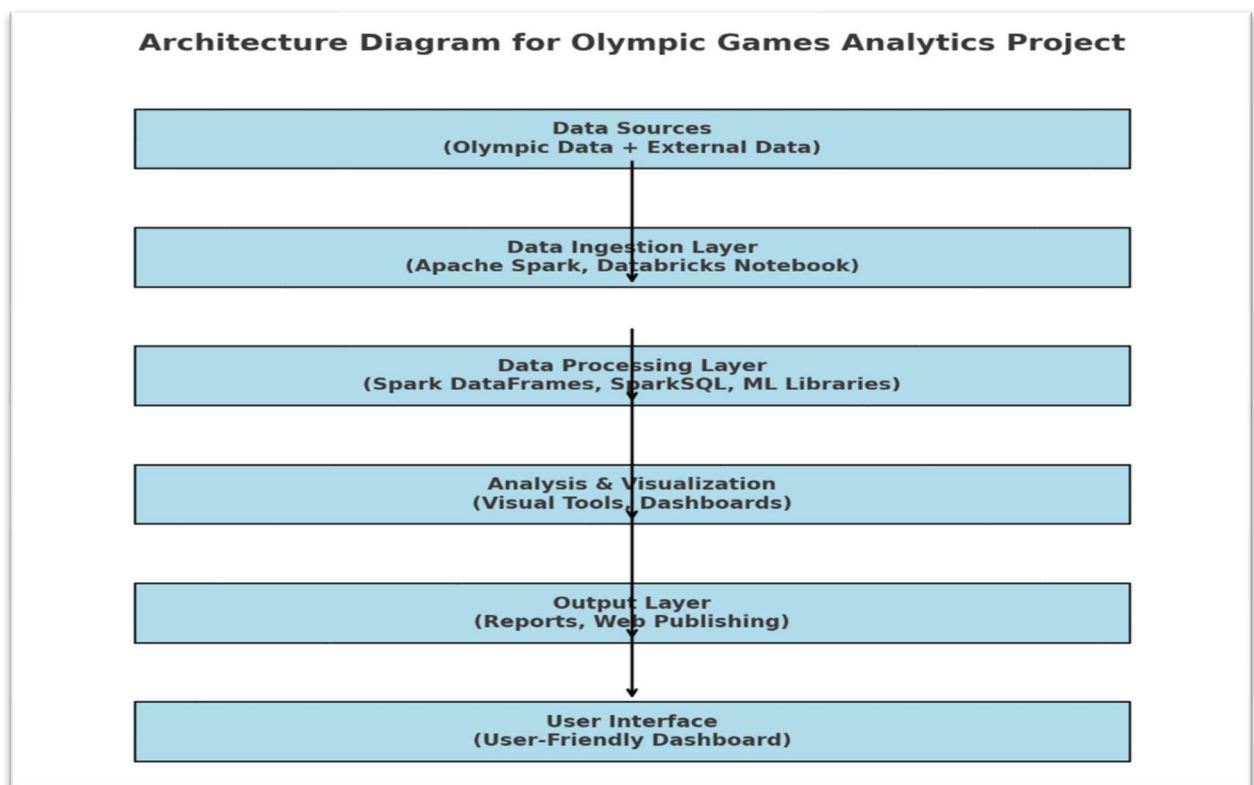 Architecture Diagram for Olympic Games Analytics Project
Data Sources
(Olympic Data + External Data)
Data Ingestion Layer
(Apache Spark, Databricks Notebook)
Data Processing Layer
(Spark DataFrames, SparkSQL, ML Libraries)
Analysis & Visualization
(Visual Tools, Dashboards)
Output Layer
(Reports, Web Publishing)
User Interface
(User-Friendly Dashboard)